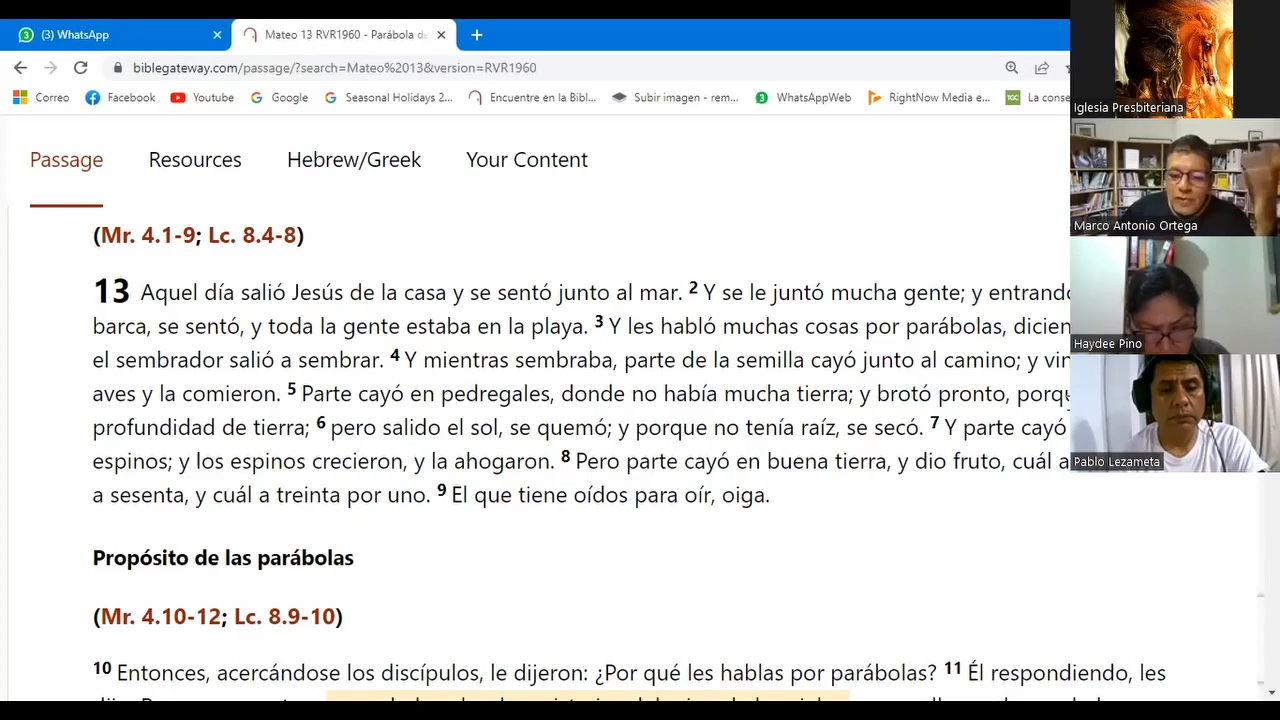 (3) WhatsApp
Mateo 13 RVR1960 - Parábola de
biblegateway.com/passage/?search=Mateo%2013&version=RVR1960
Correo
Facebook
Youtube
Google
Seasonal Holidays 2...
Encuentre en la Bibl...
Subir imagen - rem...
WhatsAppWeb
RightNow Media e...
TGC
La conse
Passage
Resources
Hebrew/Greek
Your Content
(Mr. 4.1-9; Lc. 8.4-8)
13 Aquel día salió Jesús de la casa y se sentó junto al mar. 2 Y se le juntó mucha gente; y entrando
barca, se sentó, y toda la gente estaba en la playa. 3 Y les habló muchas cosas por parábolas, dicien
el sembrador salió a sembrar. 4 Y mientras sembraba, parte de la semilla cayó junto al camino; y vin
aves y la comieron. 5 Parte cayó en pedregales, donde no había mucha tierra; y brotó pronto, porqu
profundidad de tierra; 6 pero salido el sol, se quemó; y porque no tenía raíz, se secó. 7 Y parte cayó
espinos; y los espinos crecieron, y la ahogaron. 8 Pero parte cayó en buena tierra, y dio fruto, cuál a
a sesenta, y cuál a treinta por uno. 9 El que tiene oídos para oír, oiga.
Propósito de las parábolas
(Mr. 4.10-12; Lc. 8.9-10)
10 Entonces, acercándose los discípulos, le dijeron: ¿Por qué les hablas por parábolas? 11 Él respondiendo, les
Iglesia Presbiteriana
Marco Antonio Ortega
Haydee Pino
Pablo Lezameta